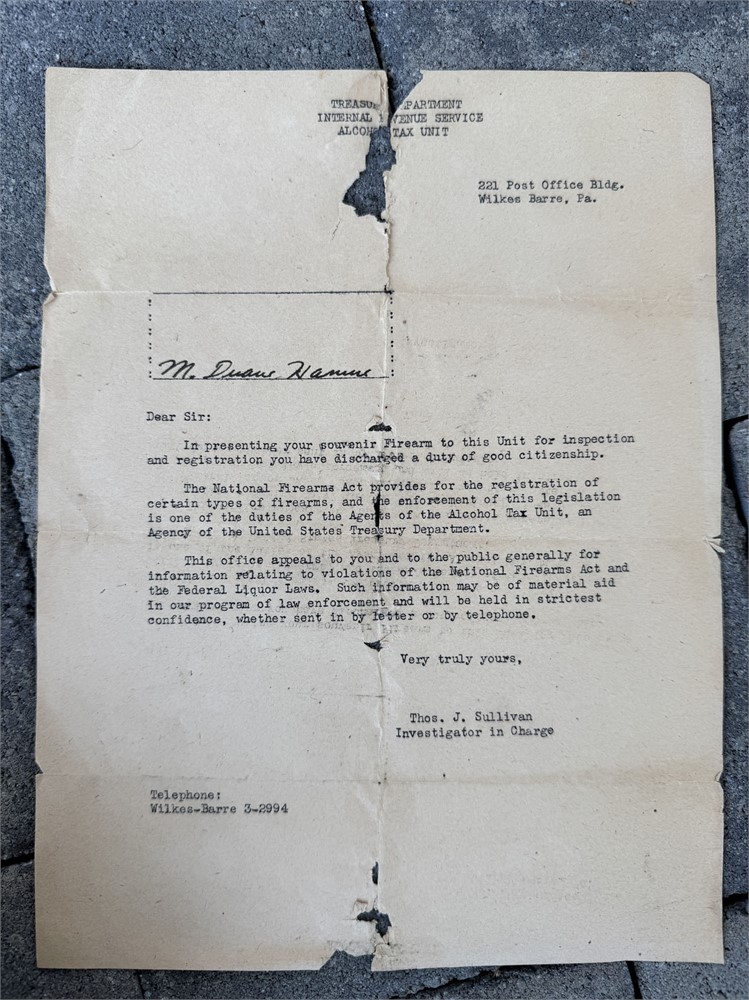 TREASU PARTMENT
INTERNAL VENUE SERVICE
ALCOH TAX UNIT
221 Post Office Bldg.
Wilkes Barre, Pa.
M. Duane
Dear Sir:
In presenting your souvenir Firearm to this Unit for inspection
and registration you have discharged a duty of good citizenship.
The National Firearms Act provides for the registration of
certain types of firearms, and the enforcement of this legislation
is one of the duties of the Agents of the Alcohol Tax Unit, an
Agency of the United States Treasury Department.
This office appeals to you and to the public generally for
information relating to violations of the National Firearms Act and
the Federal Liquor Laws. Such information may be of material aid
in our program of law enforcement and will be held in strictest
confidence, whether sent in by letter or by telephone.
Very truly yours,
Thos. J. Sullivan
Investigator in Charge
Telephone:
Wilkes-Barre 3-2994